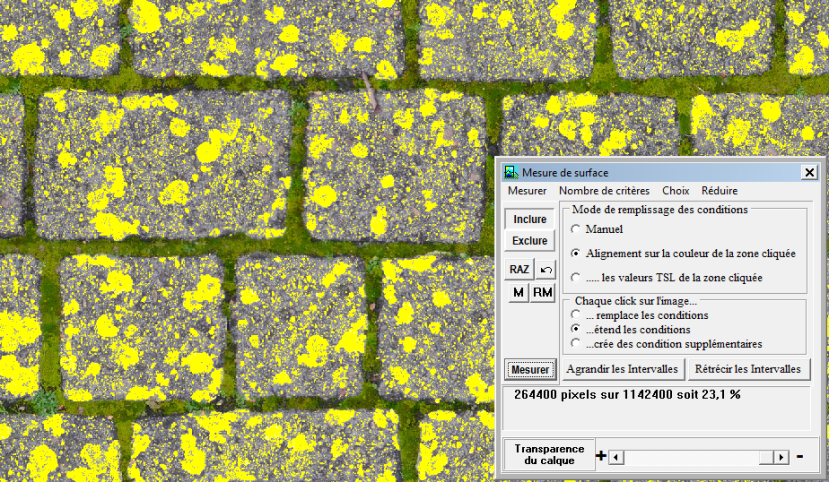 Mesure de surface
Mesurer Nombre de critères Choix Réduire
Inclure
Exclure
RAZ
M RM
Mode de remplissage des conditions
Manuel
Alignement sur la couleur de la zone cliquée
..... les valeurs TSL de la zone cliquée
Chaque click sur l'image...
... remplace les conditions
...étend les conditions
...crée des condition supplémentaires
Mesurer Agrandir les Intervalles Rétrécir les Intervalles
264400 pixels sur 1142400 soit 23,1 %
Transparence
du calque
+ -